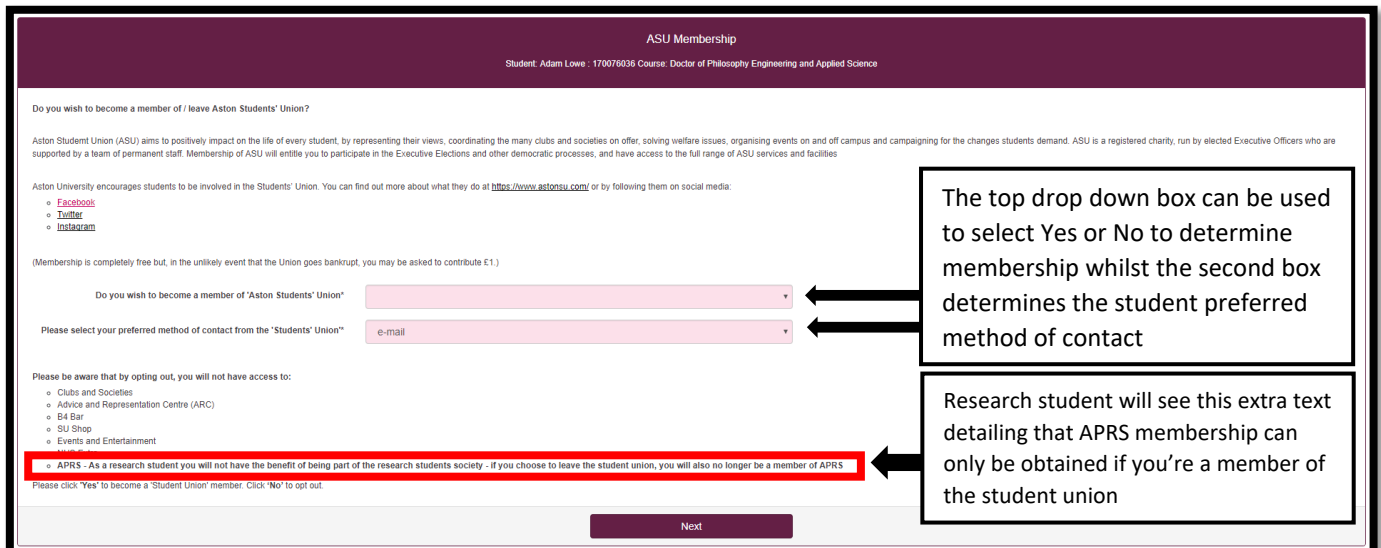 ASU Membership
Student: Adam Lowe : 170076036 Course: Doctor of Philosophy Engineering and Applied Science
Do you wish to become a member of / leave Aston Students' Union?
Aston Studemt Union (ASU) aims to positively impact on the life of every student, by representing their views, coordinating the many clubs and societies on offer, solving welfare issues, organising events on and off campus and campaigning for the changes students demand. ASU is a registered charity, run by elected Executive Officers who are
supported by a team of permanent staff. Membership of ASU will entitle you to participate in the Executive Elections and other democratic processes, and have access to the full range of ASU services and facilities
Aston University encourages students to be involved in the Students' Union. You can find out more about what they do at https://www.astonsu.com/ or by following them on social media:
Facebook
Twitter
Instagram
(Membership is completely free but, in the unlikely event that the Union goes bankrupt, you may be asked to contribute £1.)
Do you wish to become a member of 'Aston Students' Union*
Please select your preferred method of contact from the 'Students' Union'*
e-mail
The top drop down box can be used
to select Yes or No to determine
membership whilst the second box
determines the student preferred
method of contact
Please be aware that by opting out, you will not have access to:
Clubs and Societies
Advice and Representation Centre (ARC)
B4 Bar
SU Shop
Events and Entertainment
APRS - As a research student you will not have the benefit of being part of the research students society - if you choose to leave the student union, you will also no longer be a member of APRS
Please click 'Yes' to become a 'Student Union' member. Click 'No' to opt out.
Research student will see this extra text
detailing that APRS membership can
only be obtained if you're a member of
the student union
Next